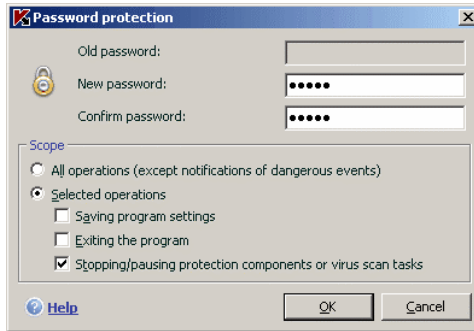 Password protection
Old password:
New password:
Confirm password:
Scope
All operations (except notifications of dangerous events)
Selected operations
Saving program settings
Exiting the program
Stopping/pausing protection components or virus scan tasks
Help
OK
Cancel